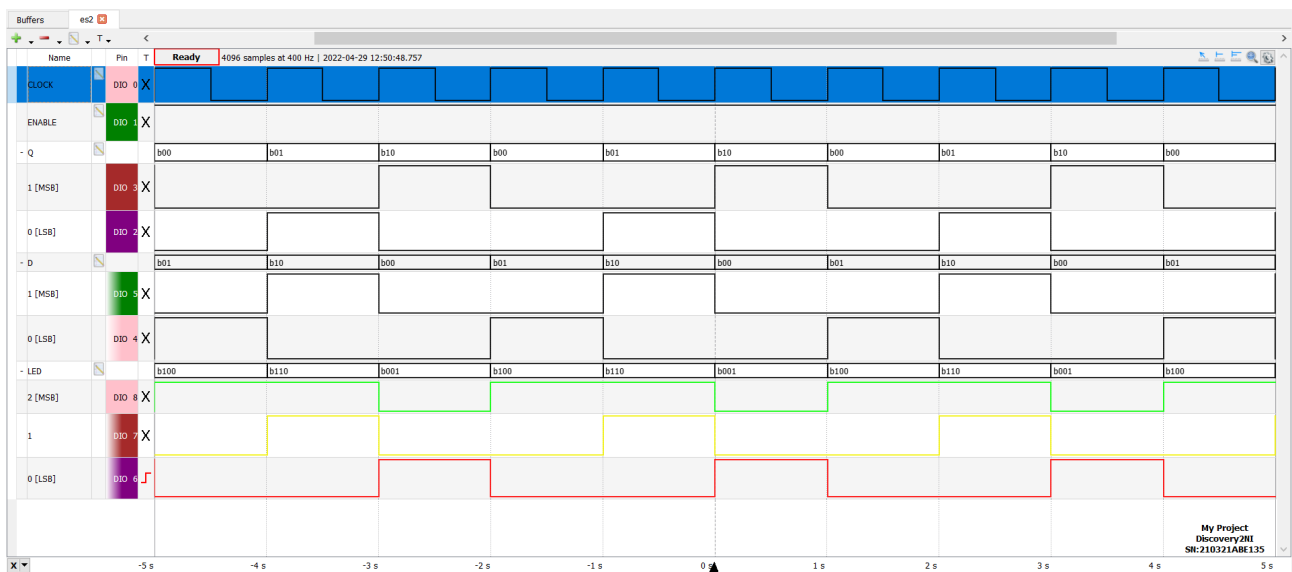 Buffers es2
T
Name Pin T Ready 4096 samples at 400 Hz | 2022-04-29 12:50:48.757
CLOCK DIO 0 X
ENABLE DIO 1 X
- Q b00 b01 b10 b00 b01 b10 b00 b01 b10 b00
1 [MSB] DIO 3 X
0 [LSB] DIO 2 X
- D b01 b10 b00 b01 b10 b00 b01 b10 b00 b01
1 [MSB] DIO 5 X
0 [LSB] DIO 4 X
- LED b100 b110 b001 b100 b110 b001 b100 b110 b001 b100
2 [MSB] DIO 8 X
1 DIO 7 X
0 [LSB] DIO 6
My Project
Discovery2NI
SN:210321ABE135
X -5 s -4 s -3 s -2 s -1 s 0 s 1 s 2 s 3 s 4 s 5 s